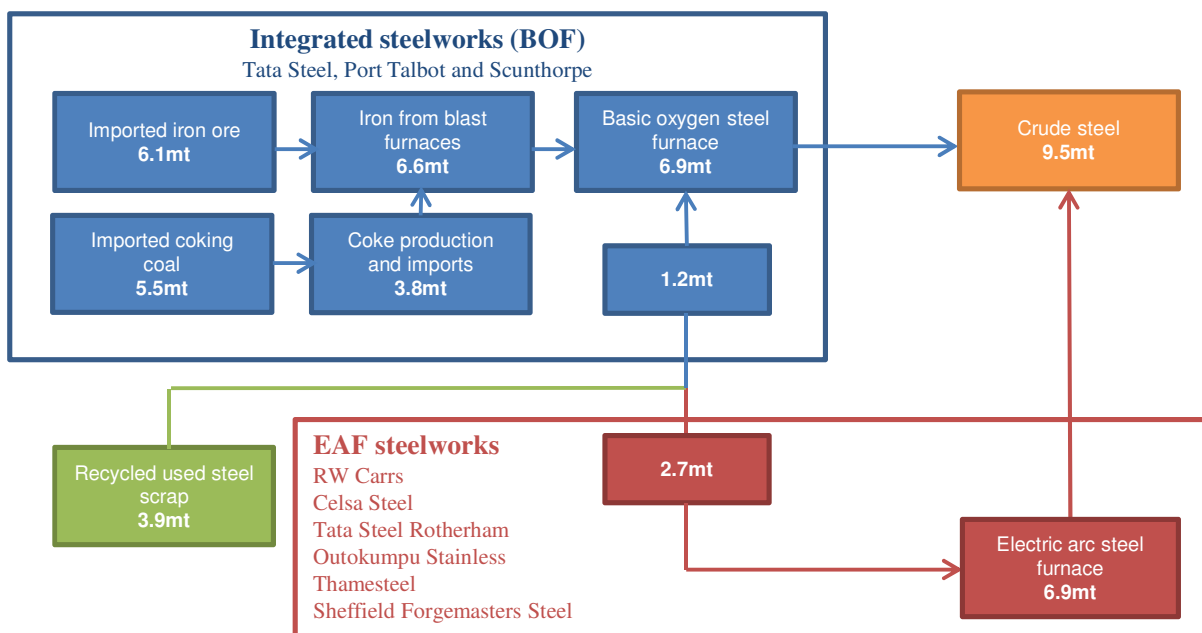 Integrated steelworks (BOF)
Tata Steel, Port Talbot and Scunthorpe
Imported iron ore
6.1mt
Iron from blast
furnaces
6.6mt
Basic oxygen steel
furnace
6.9mt
Crude steel
9.5mt
Imported coking
coal
5.5mt
Coke production
and imports
3.8mt
1.2mt
Recycled used steel
scrap
3.9mt
EAF steelworks
RW Carrs
Celsa Steel
Tata Steel Rotherham
Outokumpu Stainless
Thamesteel
Sheffield Forgemasters Steel
2.7mt
Electric arc steel
furnace
6.9mt